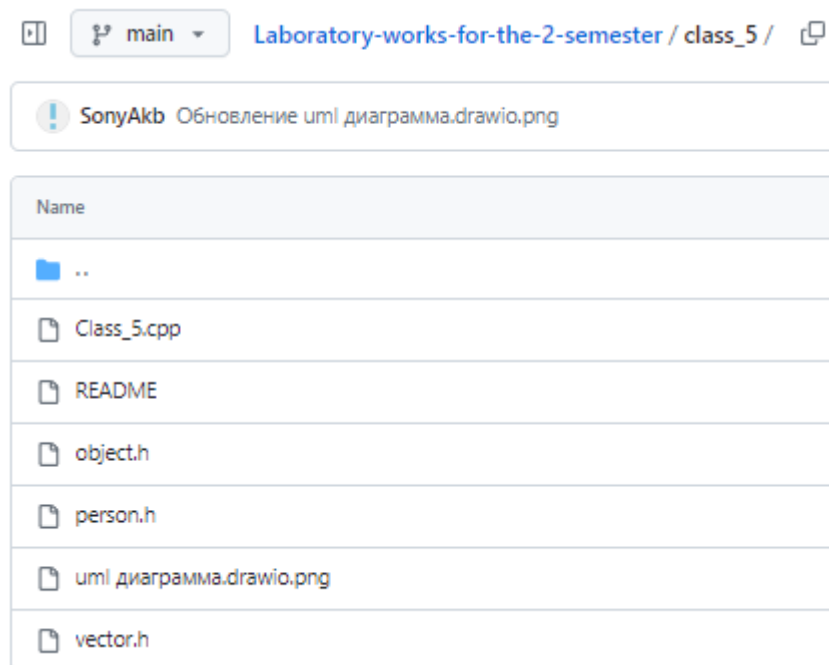 main Laboratory-works-for-the-2-semester / class_5 /
SonyAkb Обновление uml диаграмма.drawio.png
Name
..
Class_5.cpp
README
object.h
person.h
uml диаграмма.drawio.png
vector.h